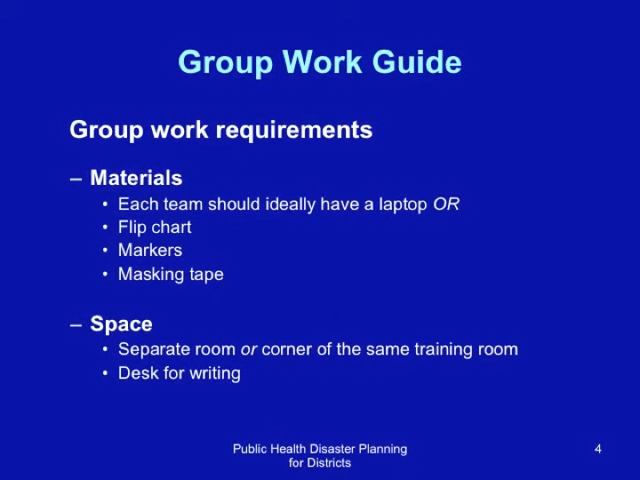 Group Work Guide
Group work requirements
– Materials
• Each team should ideally have a laptop OR
• Flip chart
• Markers
• Masking tape
– Space
• Separate room or corner of the same training room
• Desk for writing
Public Health Disaster Planning
for Districts
4